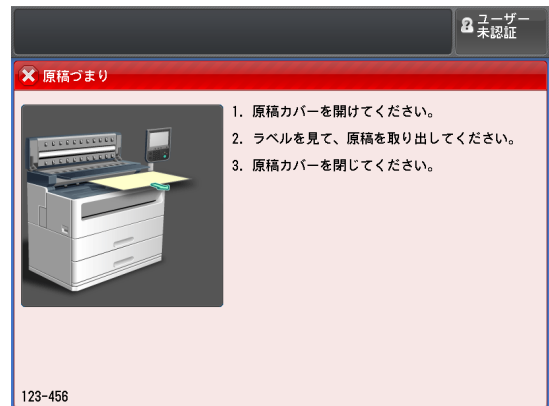 ユーザー
未認証
原稿づまり
1. 原稿カバーを開けてください。
2. ラベルを見て、原稿を取り出してください。
3. 原稿カバーを閉じてください。
123-456